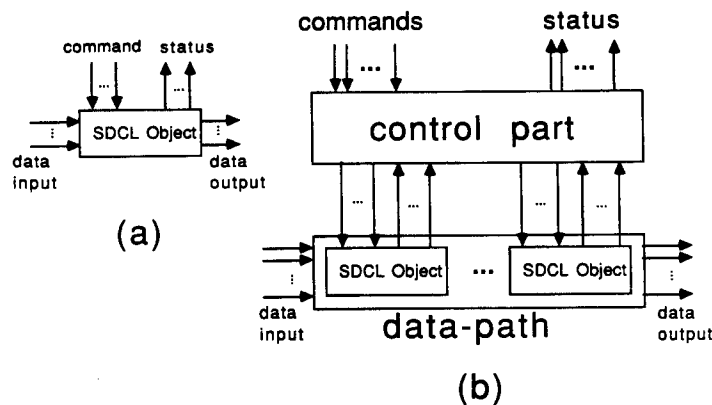 command status
SDCL Object
data input
data output
(a)
commands
status
control part
SDCL Object
SDCL Object
data-path
data input
data output
(b)